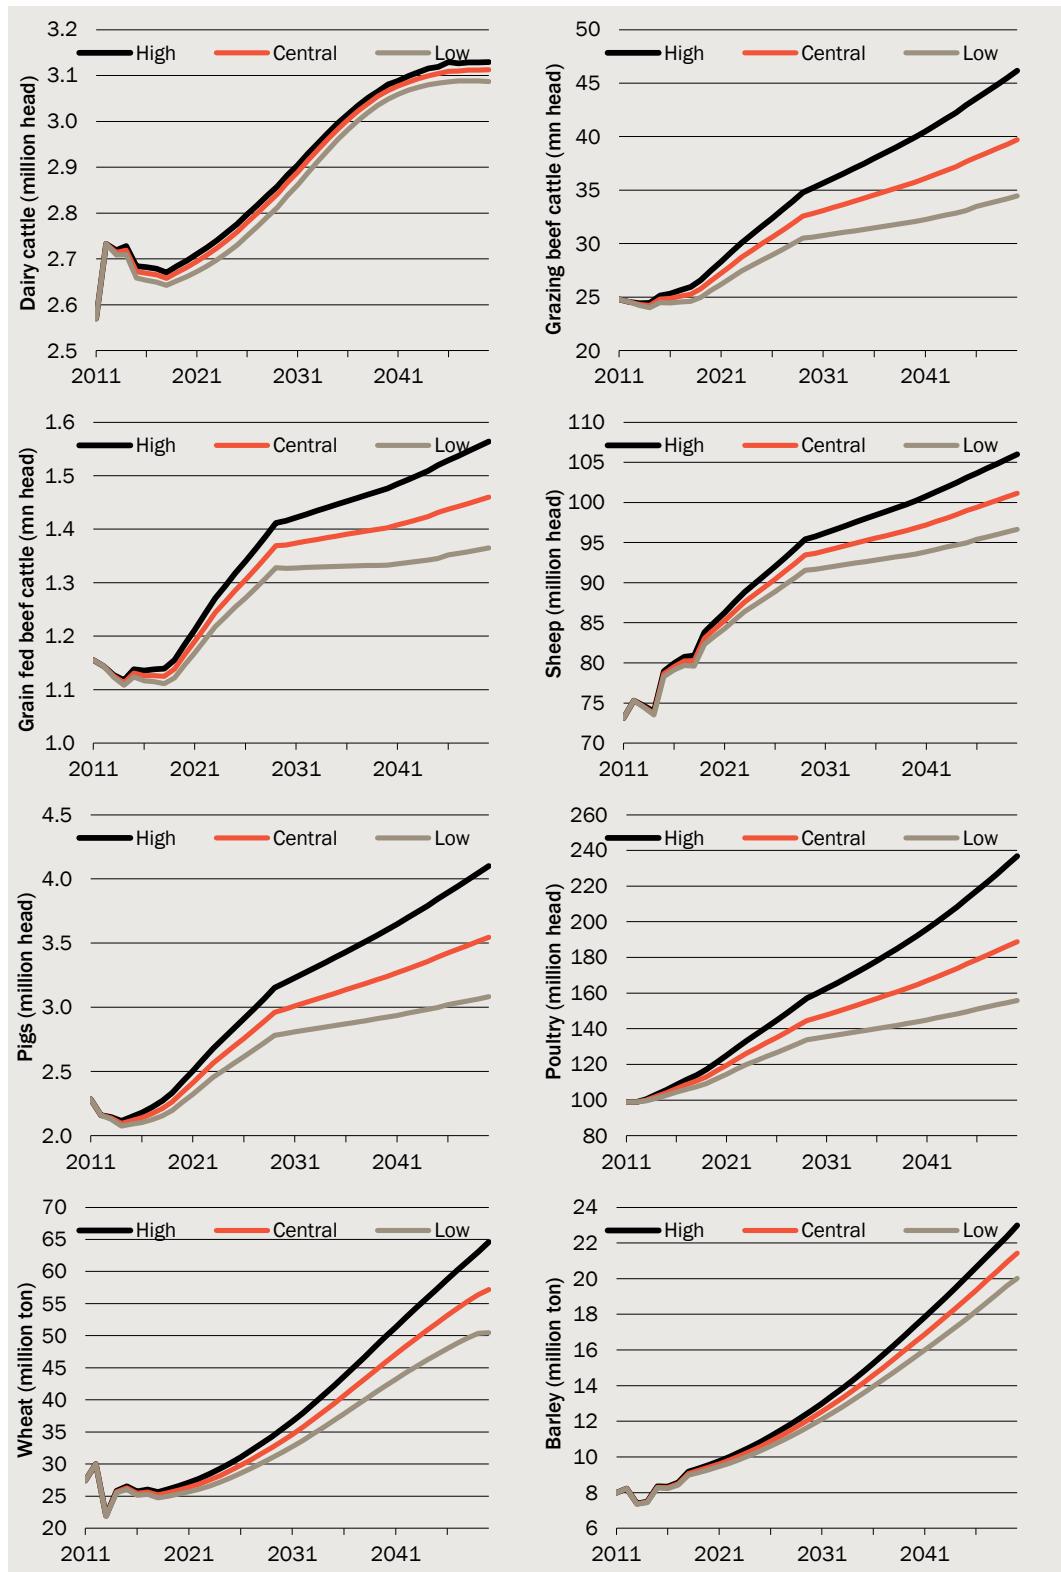 Dairy cattle (million head)
3.2
3.1
3.0
2.9
2.8
2.7
2.6
2.5
High Central Low
2011 2021 2031 2041
Grazing beef cattle (mn head)
50
45
40
35
30
25
20
High Central Low
2011 2021 2031 2041
Grain fed beef cattle (mn head)
1.6
1.5
1.4
1.3
1.2
1.1
1.0
High Central Low
2011 2021 2031 2041
Sheep (million head)
110
105
100
95
90
85
80
75
70
High Central Low
2011 2021 2031 2041
Pigs (million head)
4.5
4.0
3.5
3.0
2.5
2.0
High Central Low
2011 2021 2031 2041
Poultry (million head)
260
240
220
200
180
160
140
120
100
80
High Central Low
2011 2021 2031 2041
Wheat (million ton)
70
65
60
55
50
45
40
35
30
25
20
High Central Low
2011 2021 2031 2041
Barley (million ton)
24
22
20
18
16
14
12
10
8
6
High Central Low
2011 2021 2031 2041